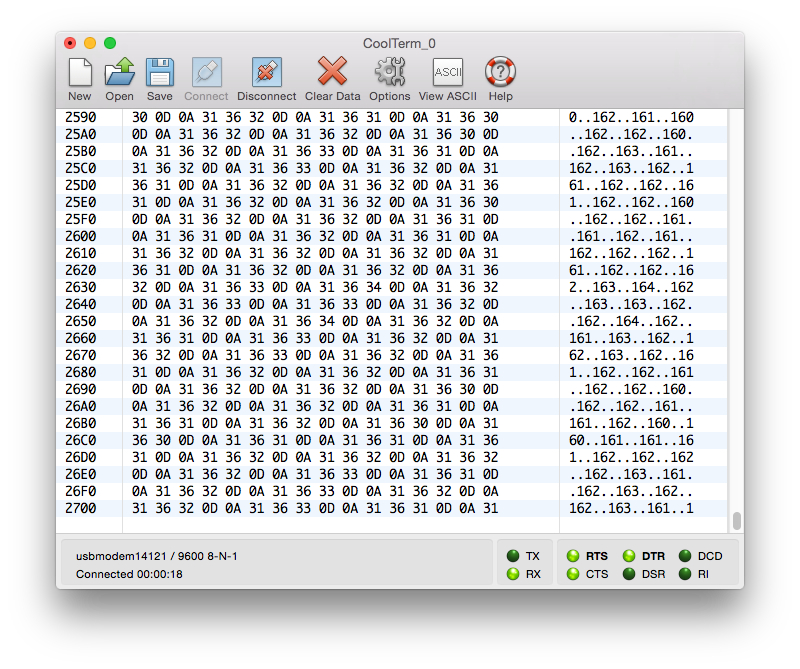 CoolTerm_0
New Open Save Connect Disconnect Clear Data Options ASCII View ASCII Help
2590 30 0D 0A 31 36 32 0D 0A 31 36 31 0D 0A 31 36 30 0..162..161..160
25A0 0D 0A 31 36 32 0D 0A 31 36 32 0D 0A 31 36 30 0D ..162..162..160.
25B0 0A 31 36 32 0D 0A 31 36 33 0D 0A 31 36 31 0D 0A .162..163..161..
25C0 31 36 32 0D 0A 31 36 33 0D 0A 31 36 32 0D 0A 31 162..163..162..1
25D0 36 31 0D 0A 31 36 32 0D 0A 31 36 32 0D 0A 31 36 61..162..162..16
25E0 31 0D 0A 31 36 32 0D 0A 31 36 32 0D 0A 31 36 30 1..162..162..160
25F0 0D 0A 31 36 32 0D 0A 31 36 32 0D 0A 31 36 31 0D ..162..162..161.
2600 0A 31 36 31 0D 0A 31 36 32 0D 0A 31 36 31 0D 0A .161..162..161..
2610 31 36 32 0D 0A 31 36 32 0D 0A 31 36 32 0D 0A 31 162..162..162..1
2620 36 31 0D 0A 31 36 32 0D 0A 31 36 32 0D 0A 31 36 61..162..162..16
2630 32 0D 0A 31 36 33 0D 0A 31 36 34 0D 0A 31 36 32 2..163..164..162
2640 0D 0A 31 36 33 0D 0A 31 36 33 0D 0A 31 36 32 0D ..163..163..162.
2650 0A 31 36 32 0D 0A 31 36 34 0D 0A 31 36 32 0D 0A .162..164..162..
2660 31 36 31 0D 0A 31 36 33 0D 0A 31 36 32 0D 0A 31 161..163..162..1
2670 36 32 0D 0A 31 36 33 0D 0A 31 36 32 0D 0A 31 36 62..163..162..16
2680 31 0D 0A 31 36 32 0D 0A 31 36 32 0D 0A 31 36 31 1..162..162..161
2690 0D 0A 31 36 32 0D 0A 31 36 32 0D 0A 31 36 30 0D ..162..162..160.
26A0 0A 31 36 32 0D 0A 31 36 32 0D 0A 31 36 31 0D 0A .162..162..161..
26B0 31 36 31 0D 0A 31 36 32 0D 0A 31 36 30 0D 0A 31 161..162..160..1
26C0 36 30 0D 0A 31 36 31 0D 0A 31 36 31 0D 0A 31 36 60..161..161..16
26D0 31 0D 0A 31 36 32 0D 0A 31 36 32 0D 0A 31 36 32 1..162..162..162
26E0 0D 0A 31 36 32 0D 0A 31 36 33 0D 0A 31 36 31 0D ..162..163..161.
26F0 0A 31 36 32 0D 0A 31 36 33 0D 0A 31 36 32 0D 0A .162..163..162..
2700 31 36 32 0D 0A 31 36 33 0D 0A 31 36 31 0D 0A 31 162..163..161..1
usbmodem14121 / 9600 8-N-1 TX RTS DTR DCD
Connected 00:00:18 RX CTS DSR RI